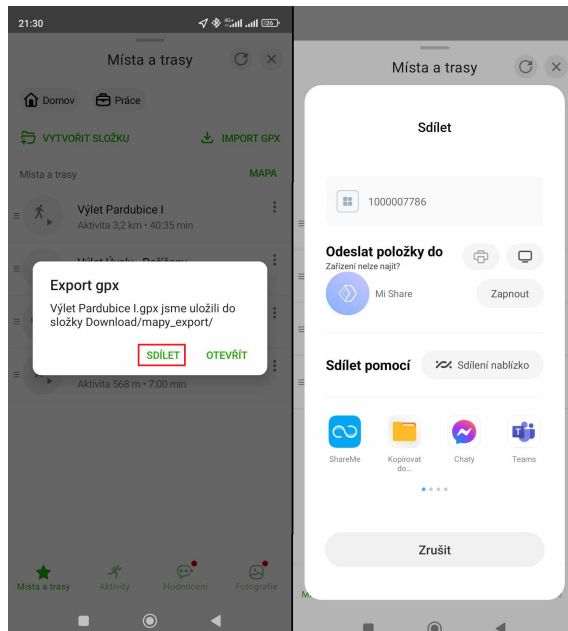 21:30
4G+
26
Místa a trasy
Domov
Práce
VYTVOŘIT SLOŽKU
IMPORT GPX
Místa a trasy
MAPA
Výlet Pardubice I
Aktivita 3,2 km • 40:35 min
Export gpx
Výlet Pardubice I.gpx jsme uložili do
složky Download/mapy_export/
SDÍLET
OTEVŘÍT
Aktivita 568 m • 7:00 min
Místa a trasy
Aktivity
Hodnocení
Fotografie
Místa a trasy
Sdílet
1000007786
Odeslat položky do
Zařízení nelze najít?
Mi Share
Zapnout
Sdílet pomocí
Sdílení nablízko
ShareMe
Kopírovat
do...
Chaty
Teams
Zrušit